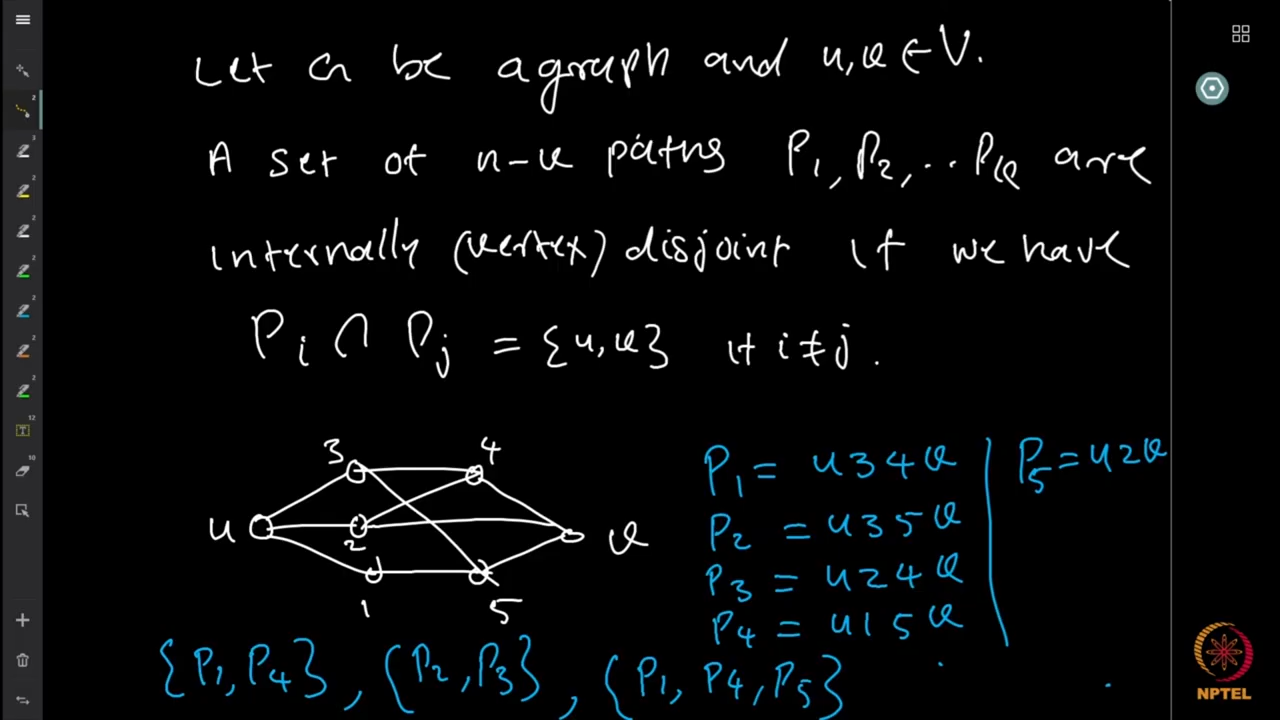 Let G be a graph and u,v ∈ V.
A set of u-v paths P1, P2, .. Pk are
internally (vertex) disjoint if we have
Pi ∩ Pj = {u,v} if i≠j.
3 4
u 2 v
1 5
P1 = u34v
P2 = u35v
P3 = u24v
P4 = u15v
P5 = u2v
{P1, P4}, {P2, P3}, {P1, P4, P5}
NPTEL